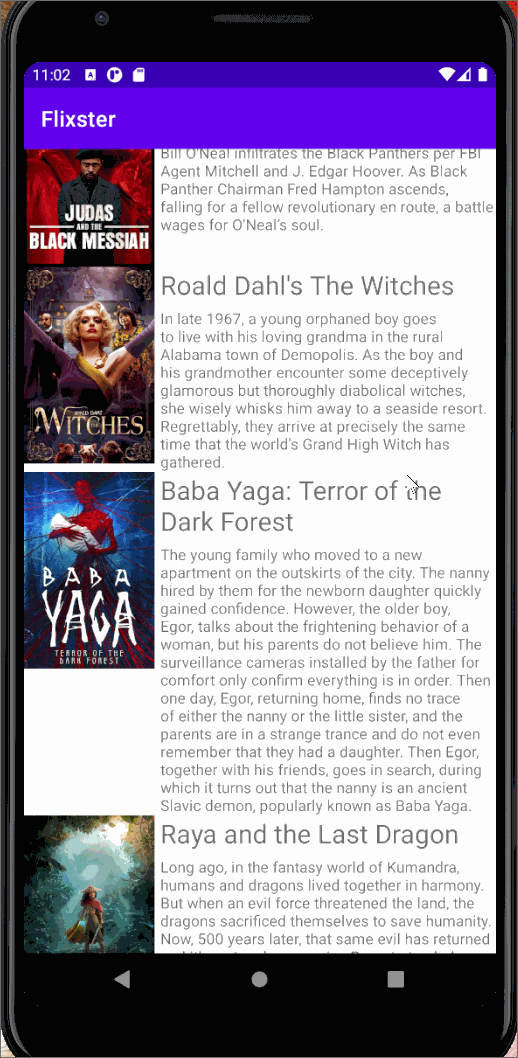 11:02
Flixster
Bill O'Neal infiltrates the Black Panthers per FBI
Agent Mitchell and J. Edgar Hoover. As Black
Panther Chairman Fred Hampton ascends,
falling for a fellow revolutionary en route, a battle
wages for O'Neal's soul.
JUDAS
AND THE
BLACK MESSIAH
Roald Dahl's The Witches
In late 1967, a young orphaned boy goes
to live with his loving grandma in the rural
Alabama town of Demopolis. As the boy and
his grandmother encounter some deceptively
glamorous but thoroughly diabolical witches,
she wisely whisks him away to a seaside resort.
Regrettably, they arrive at precisely the same
time that the world's Grand High Witch has
gathered.
ROALD DAHL'S
THE
WITCHES
Baba Yaga: Terror of the
Dark Forest
The young family who moved to a new
apartment on the outskirts of the city. The nanny
hired by them for the newborn daughter quickly
gained confidence. However, the older boy,
Egor, talks about the frightening behavior of a
woman, but his parents do not believe him. The
surveillance cameras installed by the father for
comfort only confirm everything is in order. Then
one day, Egor, returning home, finds no trace
of either the nanny or the little sister, and the
parents are in a strange trance and do not even
remember that they had a daughter. Then Egor,
together with his friends, goes in search, during
which it turns out that the nanny is an ancient
Slavic demon, popularly known as Baba Yaga.
BABA
YAGA
TERROR OF THE
DARK FOREST
Raya and the Last Dragon
Long ago, in the fantasy world of Kumandra,
humans and dragons lived together in harmony.
But when an evil force threatened the land, the
dragons sacrificed themselves to save humanity.
Now, 500 years later, that same evil has returned